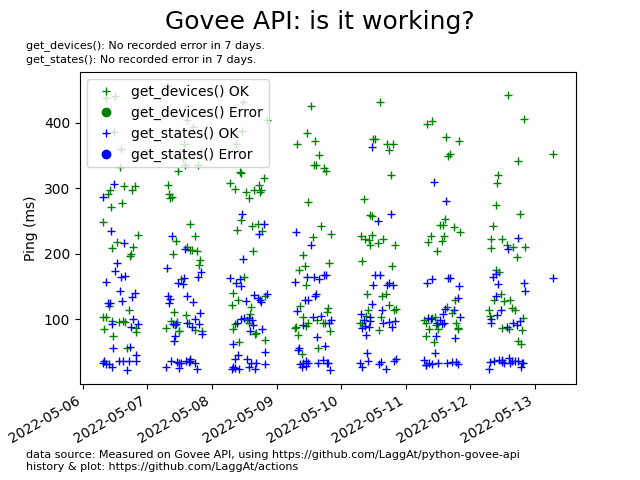 Govee API: is it working?
get_devices(): No recorded error in 7 days.
get_states(): No recorded error in 7 days.
get_devices() OK
get_devices() Error
get_states() OK
get_states() Error
400
300
200
100
Ping (ms)
2022-05-06
2022-05-07
2022-05-08
2022-05-09
2022-05-10
2022-05-11
2022-05-12
2022-05-13
data source: Measured on Govee API, using https://github.com/LaggAt/python-govee-api
history & plot: https://github.com/LaggAt/actions